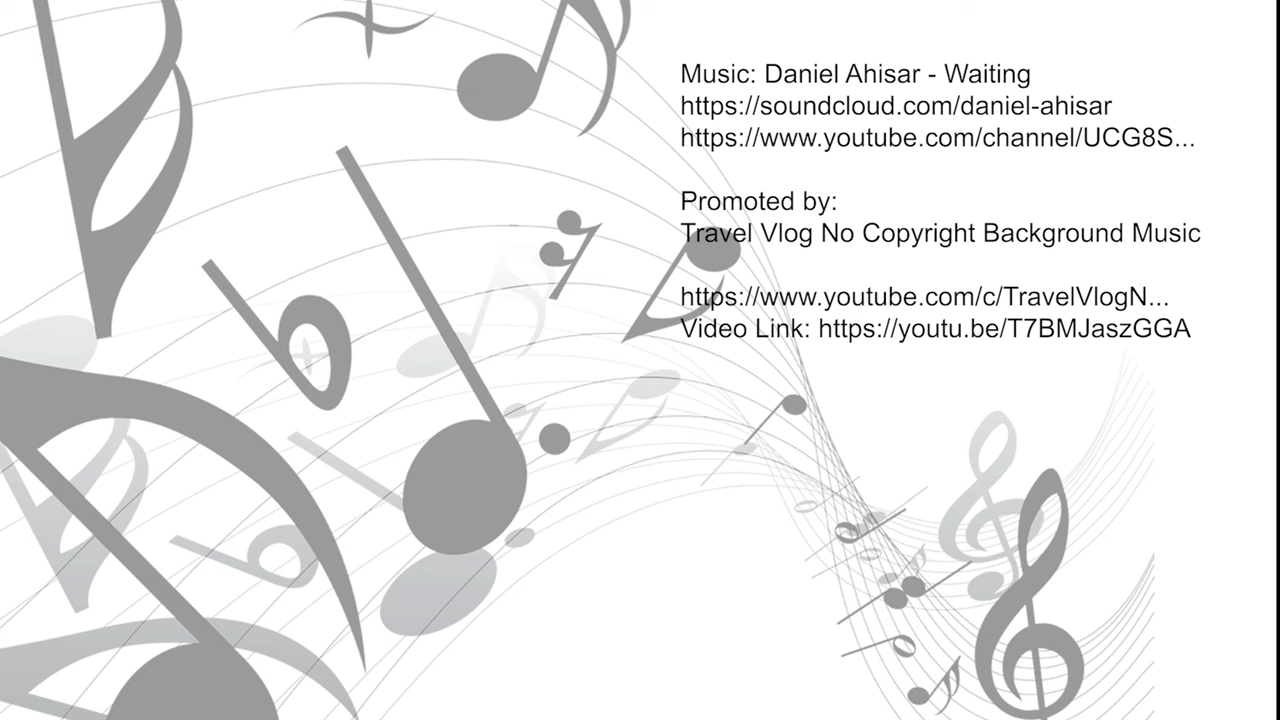 Music: Daniel Ahisar - Waiting
https://soundcloud.com/daniel-ahisar
https://www.youtube.com/channel/UCG8S...
Promoted by:
Travel Vlog No Copyright Background Music
https://www.youtube.com/c/TravelVlogN...
Video Link: https://youtu.be/T7BMJaszGGA